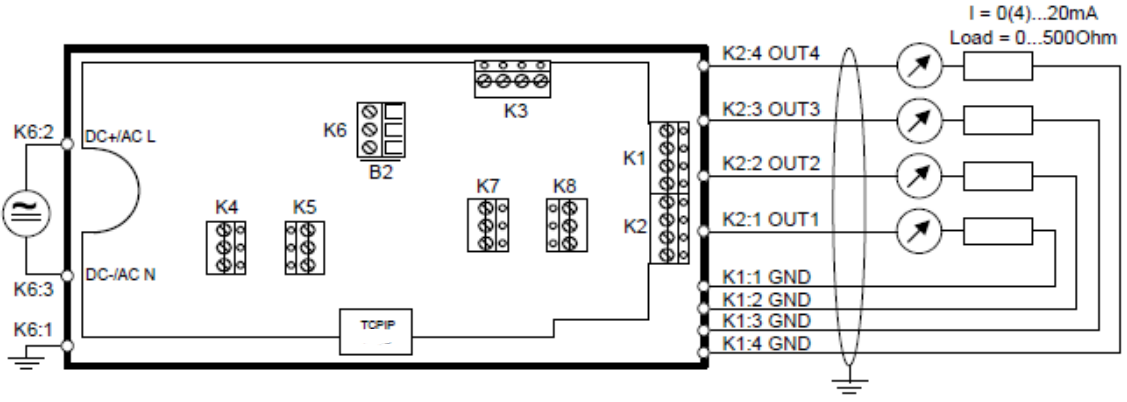 I = 0(4)...20mA
Load = 0...500Ohm
K2:4 OUT4
K3
K6
K2:3 OUT3
K6:2
DC+/AC L
B2
K1
K2:2 OUT2
K7
K8
K4
K5
K2
K2:1 OUT1
DC-/AC N
K6:3
K1:1 GND
K1:2 GND
K1:3 GND
K1:4 GND
K6:1
TCPIP